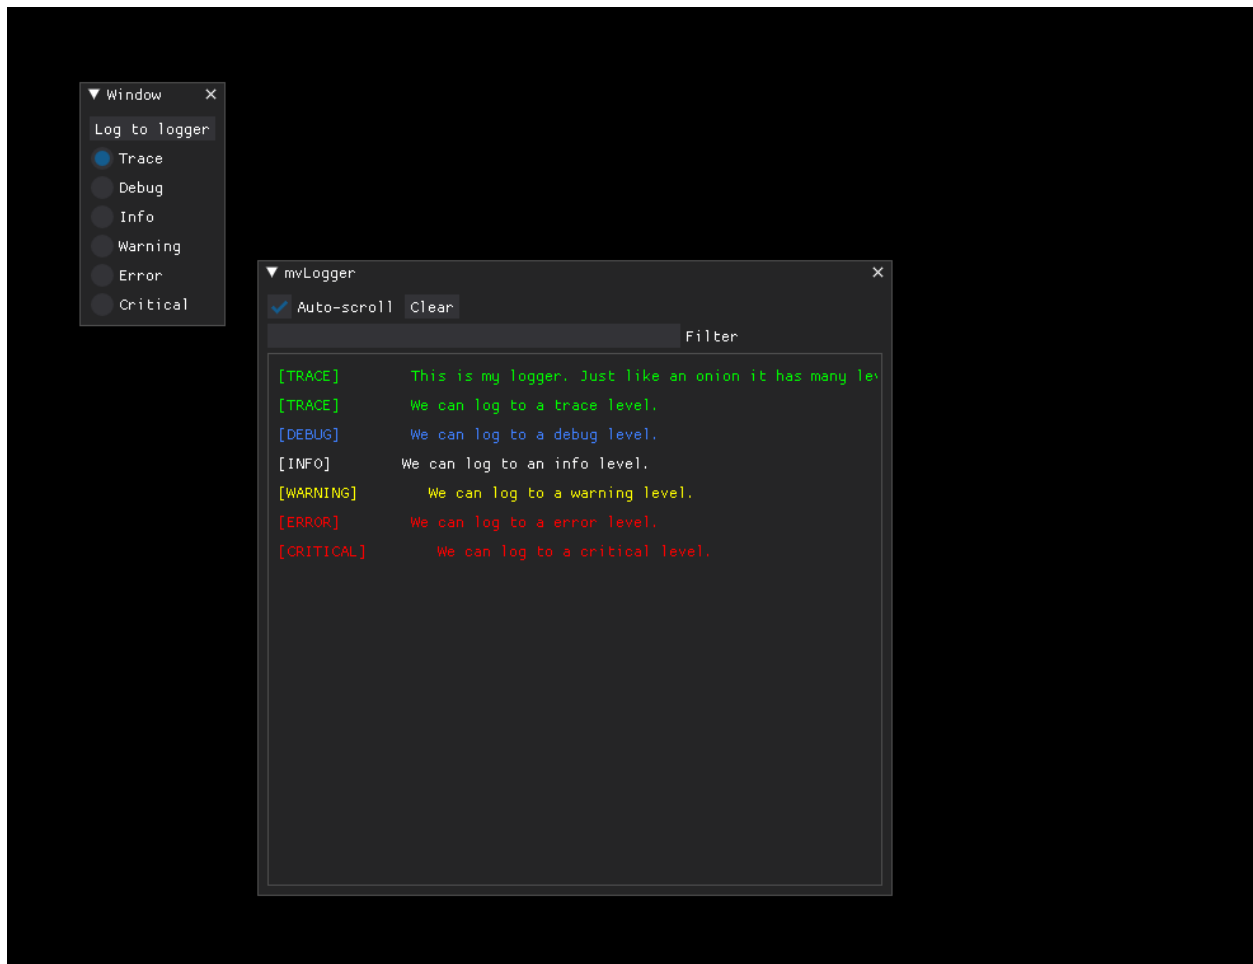 Window
Log to logger
Trace
Debug
Info
Warning
Error
Critical
mvLogger
Auto-scroll Clear
Filter
[TRACE] This is my logger. Just like an onion it has many
[TRACE] We can log to a trace level.
[DEBUG] We can log to a debug level.
[INFO] We can log to an info level.
[WARNING] We can log to a warning level.
[ERROR] We can log to a error level.
[CRITICAL] We can log to a critical level.